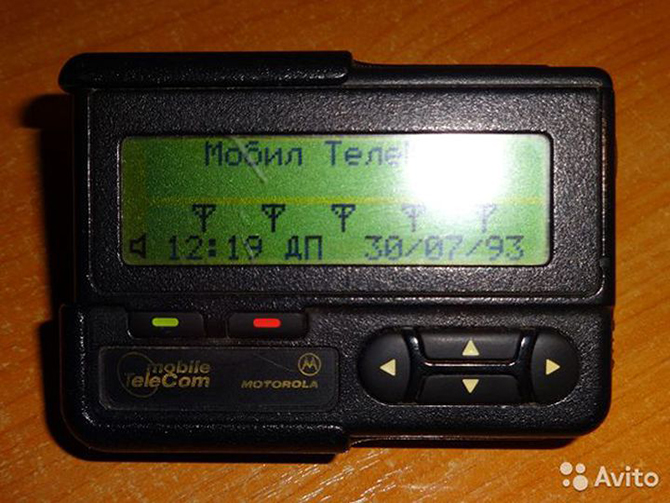 Мобил Теле
12:19 ДП 30/07/93
mobile
TeleCom
MOTOROLA
Avito